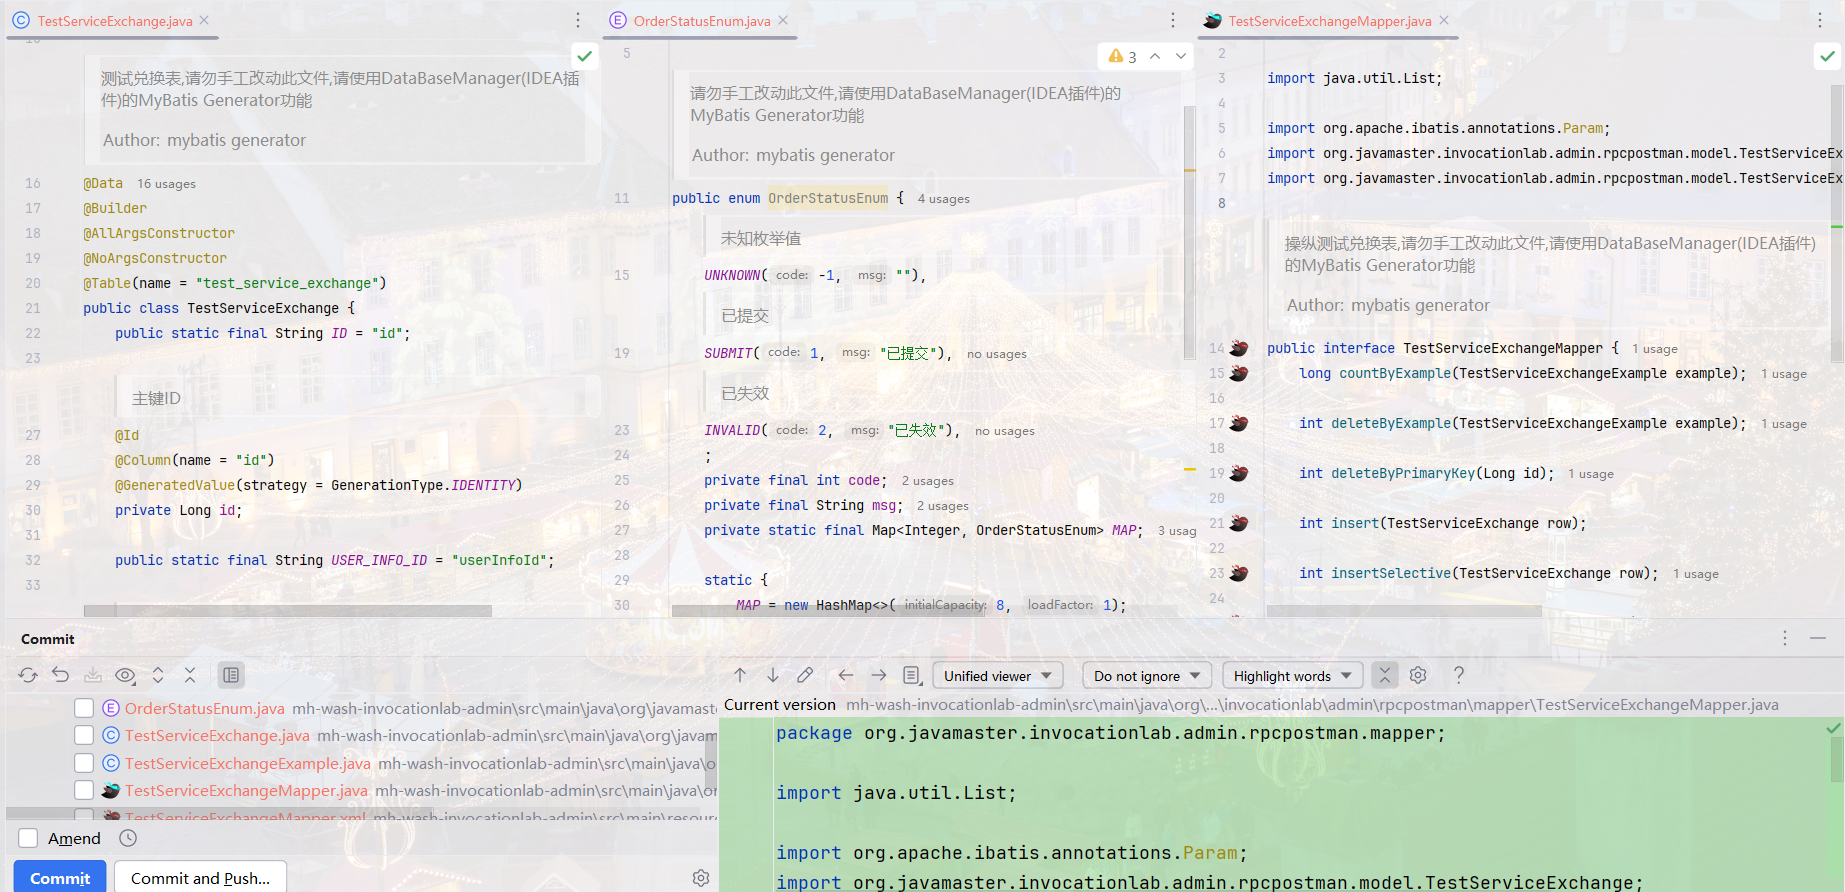 TestServiceExchange.java
测试兑换表,请勿手工改动此文件,请使用DataBaseManager(IDEA插
件)的MyBatis Generator功能
Author: mybatis generator
16 @Data 16 usages
17 @Builder
18 @AllArgsConstructor
19 @NoArgsConstructor
20 @Table(name = "test_service_exchange")
21 public class TestServiceExchange {
22 public static final String ID = "id";
23
主键ID
27 @Id
28 @Column(name = "id")
29 @GeneratedValue(strategy = GenerationType.IDENTITY)
30 private Long id;
31
32 public static final String USER_INFO_ID = "userInfoId";
33
OrderStatusEnum.java
3
5
请勿手工改动此文件,请使用DataBaseManager(IDEA插件)的
MyBatis Generator功能
Author: mybatis generator
11 public enum OrderStatusEnum { 4 usages
未知枚举值
15 UNKNOWN( code: -1, msg: ""),
已提交
19 SUBMIT( code: 1, msg: "已提交"), no usages
已失效
23 INVALID( code: 2, msg: "已失效"), no usages
24 ;
25 private final int code; 2 usages
26 private final String msg; 2 usages
27 private static final Map<Integer, OrderStatusEnum> MAP; 3 usag
28
29 static {
30 MAP = new HashMap<>( initialCapacity: 8, loadFactor: 1);
TestServiceExchangeMapper.java
2
3 import java.util.List;
4
5 import org.apache.ibatis.annotations.Param;
6 import org.javamaster.invocationlab.admin.rpcpostman.model.TestServiceEx
7 import org.javamaster.invocationlab.admin.rpcpostman.model.TestServiceEx
8
操纵测试兑换表,请勿手工改动此文件,请使用DataBaseManager(IDEA插件)
的MyBatis Generator功能
Author: mybatis generator
14 public interface TestServiceExchangeMapper { 1 usage
15 long countByExample(TestServiceExchangeExample example); 1 usage
16
17 int deleteByExample(TestServiceExchangeExample example); 1 usage
18
19 int deleteByPrimaryKey(Long id); 1 usage
20
21 int insert(TestServiceExchange row);
22
23 int insertSelective(TestServiceExchange row); 1 usage
24
Commit
OrderStatusEnum.java mh-wash-invocationlab-admin\src\main\java\org\javamaste
TestServiceExchange.java mh-wash-invocationlab-admin\src\main\java\org\javam
TestServiceExchangeExample.java mh-wash-invocationlab-admin\src\main\java\o
TestServiceExchangeMapper.java mh-wash-invocationlab-admin\src\main\java\or
TestServiceExchangeMapper.xml mh-wash-invocationlab-admin\src\main\resour
Amend
Commit Commit and Push...
Unified viewer Do not ignore Highlight words ?
Current version mh-wash-invocationlab-admin\src\main\java\org\...\invocationlab\admin\rpcpostman\mapper\TestServiceExchangeMapper.java
package org.javamaster.invocationlab.admin.rpcpostman.mapper;
import java.util.List;
import org.apache.ibatis.annotations.Param;
import org.javamaster.invocationlab.admin.rpcpostman.model.TestServiceExchange;